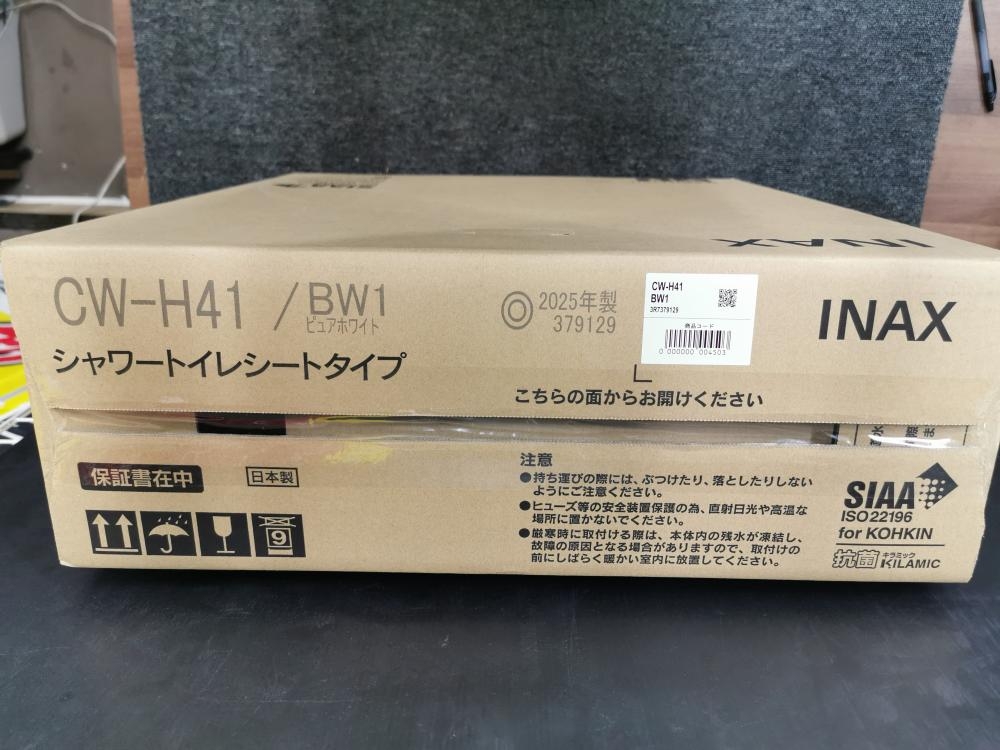 INAX
CW-H41 /BW1
ピュアホワイト
シャワートイレシートタイプ
◎ 2025年製
379129
CW-H41
BW1
3R7379129
商品コード
0 000000 004503
INAX
こちらの面からお開けください
保証書在中
日本製
9
注意
●持ち運びの際には、ぶつけたり、落としたりしない
ようにご注意ください。
●ヒューズ等の安全装置保護の為、直射日光や高温な
場所に置かないでください。
●厳寒時に取付ける際は、本体内の残水が凍結し、
故障の原因となる場合がありますので、取付けの
前にしばらく暖かい室内に放置してください。
SIAA
ISO22196
for KOHKIN
抗菌 キラミック
KILAMIC